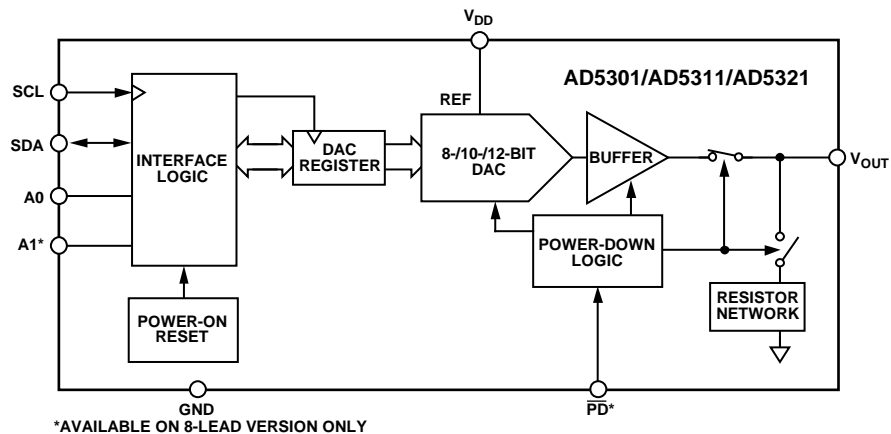 V_DD
AD5301/AD5311/AD5321
SCL
REF
SDA
INTERFACE
LOGIC
DAC
REGISTER
8-/10-/12-BIT
DAC
BUFFER
V_OUT
A0
A1*
POWER-DOWN
LOGIC
POWER-ON
RESET
RESISTOR
NETWORK
GND
P̅D̅*
*AVAILABLE ON 8-LEAD VERSION ONLY